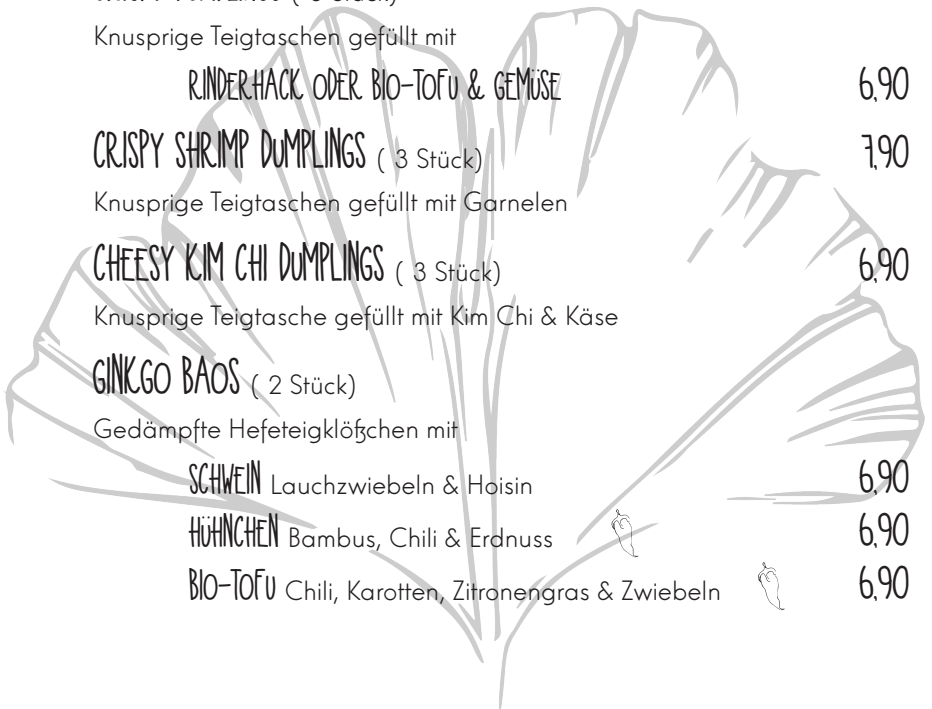 Knusprige Teigtaschen gefüllt mit
RINDERHACK ODER BIO-TOFU & GEMÜSE 6,90
CRISPY SHRIMP DUMPLINGS ( 3 Stück) 7,90
Knusprige Teigtaschen gefüllt mit Garnelen
CHEESY KIM CHI DUMPLINGS ( 3 Stück) 6,90
Knusprige Teigtasche gefüllt mit Kim Chi & Käse
GINKGO BAOS ( 2 Stück)
Gedämpfte Hefeteigklößchen mit
SCHWEIN Lauchzwiebeln & Hoisin 6,90
HÜHNCHEN Bambus, Chili & Erdnuss 6,90
BIO-TOFU Chili, Karotten, Zitronengras & Zwiebeln 6,90